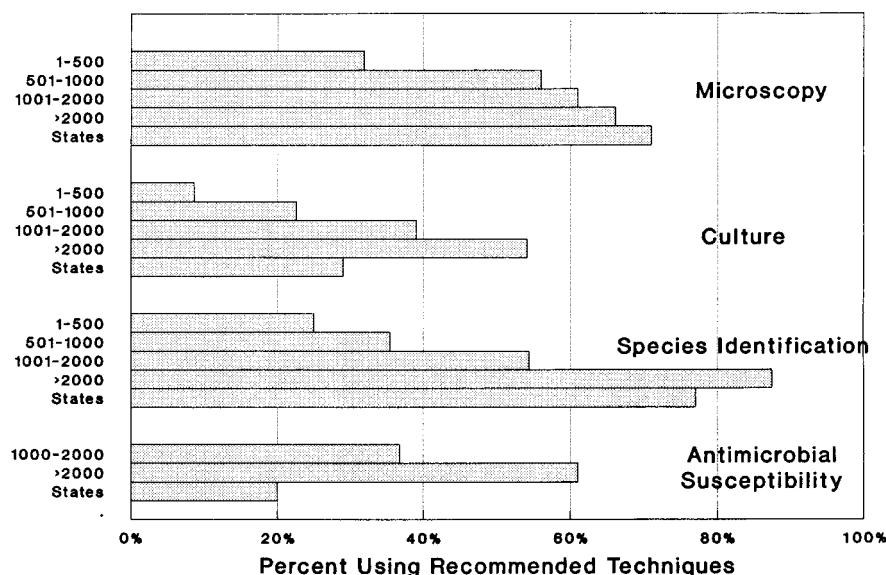 1-500
501-1000
1001-2000
>2000
States
Microscopy
1-500
501-1000
1001-2000
>2000
States
Culture
1-500
501-1000
1001-2000
>2000
States
Species Identification
1000-2000
>2000
States
Antimicrobial
Susceptibility
0% 20% 40% 60% 80% 100%
Percent Using Recommended Techniques